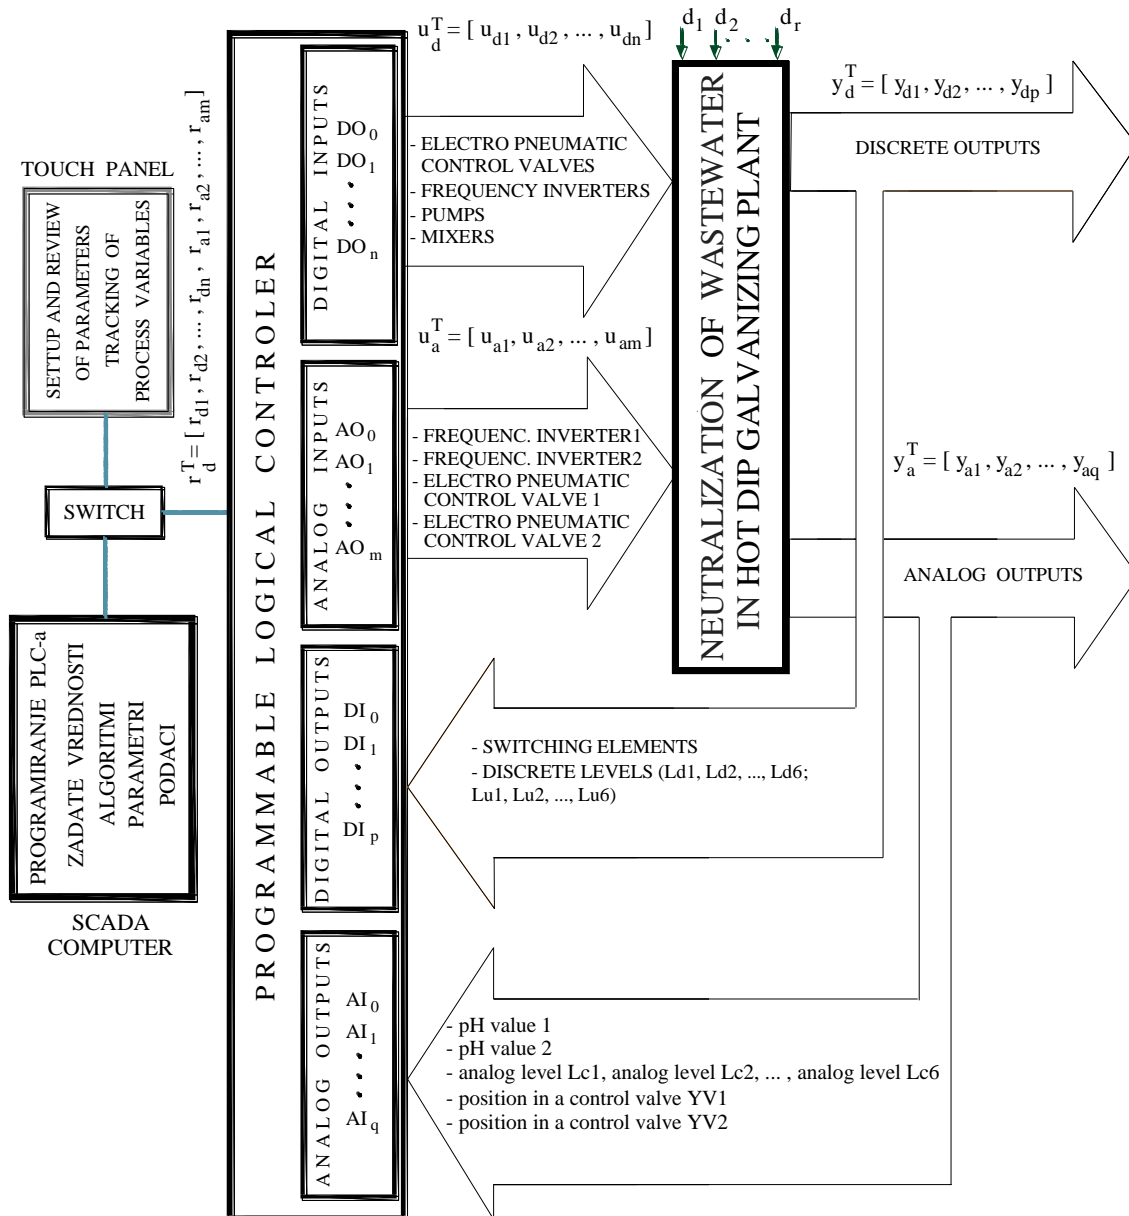 TOUCH PANEL
SETTUP AND REVIEW
OF PARAMETERS
TRACKING OF
PROCESS VARIABLES
SWITCH
PROGRAMIRANJE PLC-a
ZADATE VREDNOSTI
ALGORITMI
PARAMETRI
PODACI
SCADA
COMPUTER
r_d^T = [ r_d1, r_d2, ... , r_dn, r_a1, r_a2, ... , r_am ]
PROGRAMMABLE LOGICAL CONTROLER
DIGITAL INPUTS
DO_0
DO_1
DO_n
ANALOG INPUTS
AO_0
AO_1
AO_m
DIGITAL OUTPUTS
DI_0
DI_1
DI_p
ANALOG OUTPUTS
AI_0
AI_1
AI_q
u_d^T = [ u_d1 , u_d2 , ... , u_dn ]
- ELECTRO PNEUMATIC
CONTROL VALVES
- FREQUENCY INVERTERS
- PUMPS
- MIXERS
u_a^T = [ u_a1, u_a2, ... , u_am ]
- FREQUENC. INVERTER1
- FREQUENC. INVERTER2
- ELECTRO PNEUMATIC
CONTROL VALVE 1
- ELECTRO PNEUMATIC
CONTROL VALVE 2
d_1 d_2 . . . d_r
NEUTRALIZATION OF WASTEWATER
IN HOT DIP GALVANIZING PLANT
y_d^T = [ y_d1, y_d2, ... , y_dp ]
DISCRETE OUTPUTS
y_a^T = [ y_a1, y_a2, ... , y_aq ]
ANALOG OUTPUTS
- SWITCHING ELEMENTS
- DISCRETE LEVELS (Ld1, Ld2, ..., Ld6;
Lu1, Lu2, ..., Lu6)
- pH value 1
- pH value 2
- analog level Lc1, analog level Lc2, ... , analog level Lc6
- position in a control valve YV1
- position in a control valve YV2